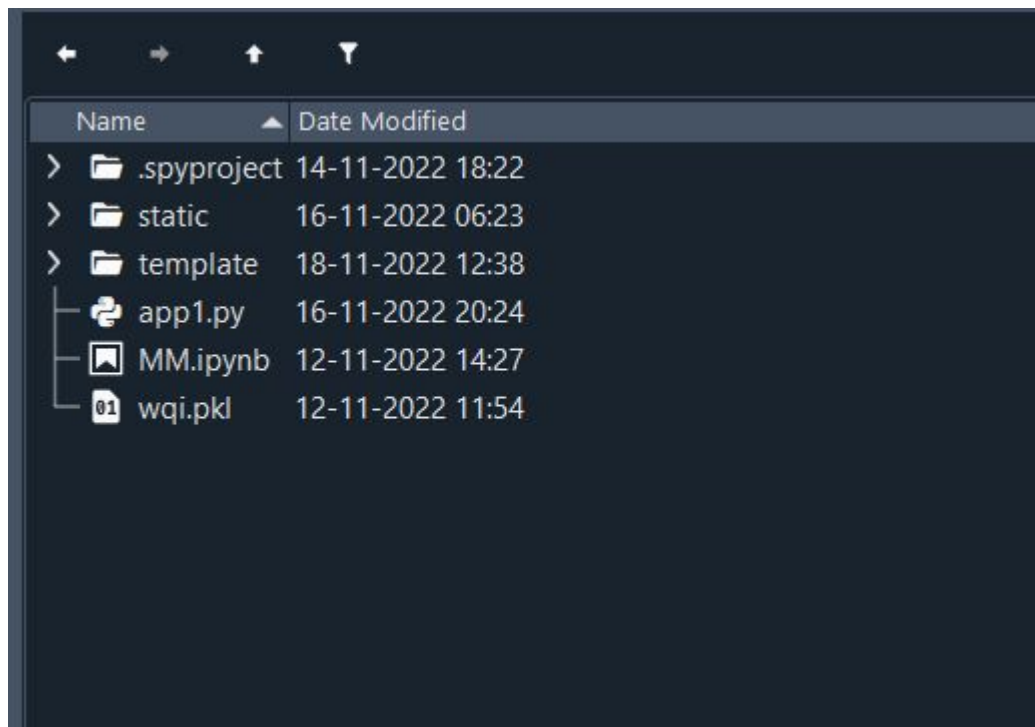 Name Date Modified
.spyproject 14-11-2022 18:22
static 16-11-2022 06:23
template 18-11-2022 12:38
app1.py 16-11-2022 20:24
MM.ipynb 12-11-2022 14:27
01 wqi.pkl 12-11-2022 11:54